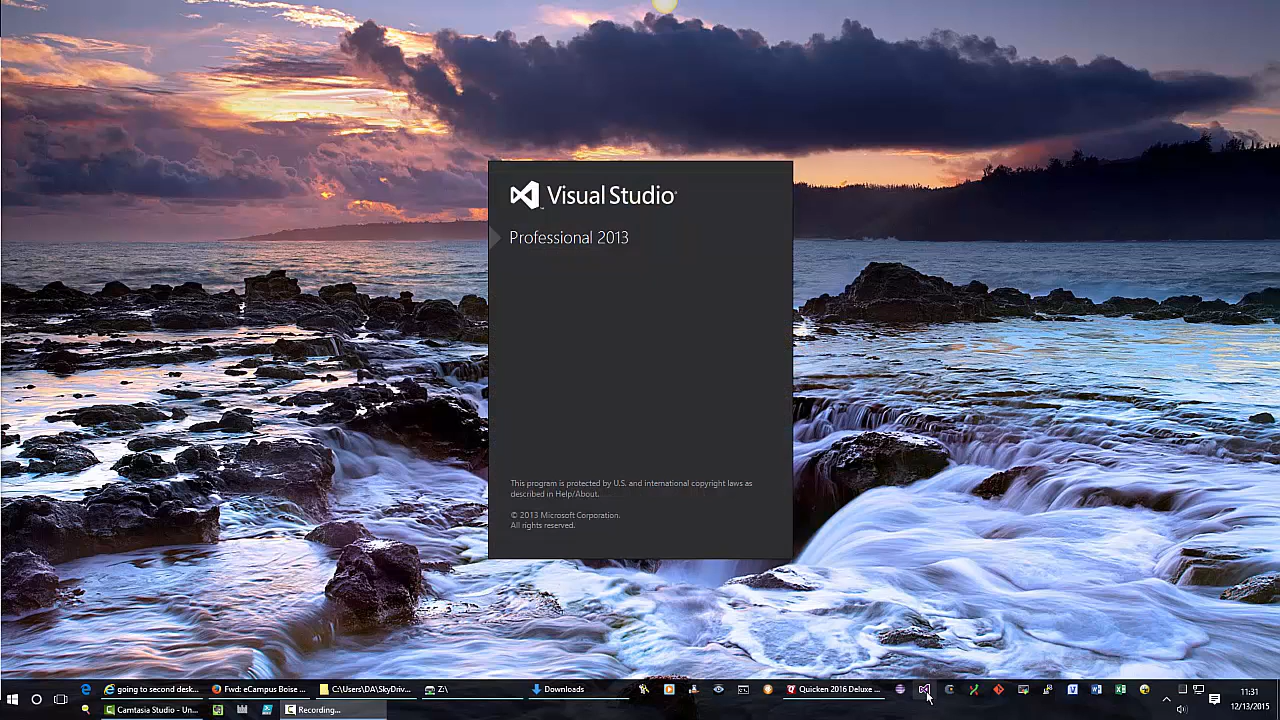 Visual Studio
Professional 2013
This program is protected by U.S. and international copyright laws as
described in Help/About.
© 2013 Microsoft Corporation.
All rights reserved.
going to second desk...
Fwd: eCampus Boise ...
C:\Users\DA\SkyDriv...
Z:\
Downloads
Quicken 2016 Deluxe ...
11:31
Camtasia Studio - Un...
Recording...
12/13/2015